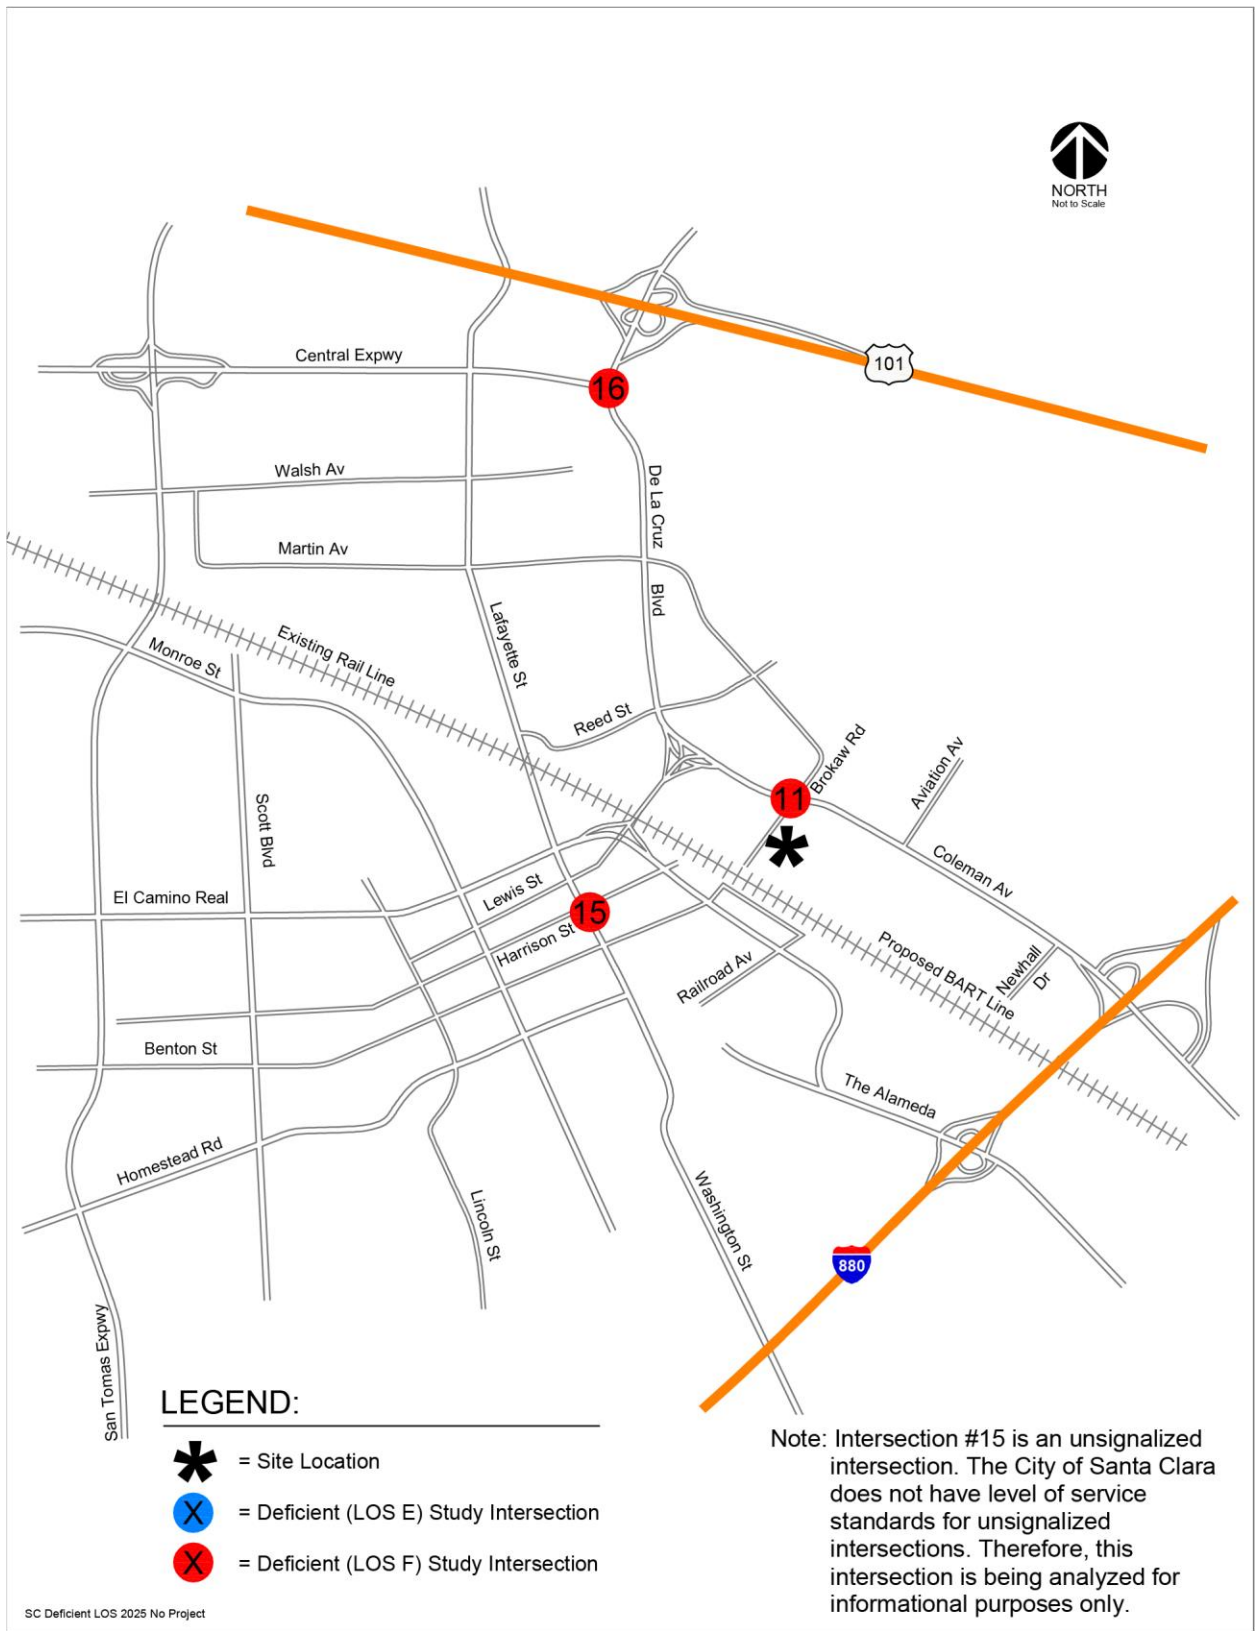 NORTH
Not to Scale
101
Central Expwy
16
Walsh Av
De La Cruz
Blvd
Martin Av
Lafayette St
Existing Rail Line
Monroe St
Reed St
Brokaw Rd
Aviation Av
11
Scott Blvd
Coleman Av
El Camino Real
Lewis St
15
Harrison St
Railroad Av
Proposed BART Line
Newhall
Dr
Benton St
The Alameda
Homestead Rd
Lincoln St
Washington St
880
San Tomas Expwy
LEGEND:
= Site Location
X = Deficient (LOS E) Study Intersection
X = Deficient (LOS F) Study Intersection
Note: Intersection #15 is an unsignalized
intersection. The City of Santa Clara
does not have level of service
standards for unsignalized
intersections. Therefore, this
intersection is being analyzed for
informational purposes only.
SC Deficient LOS 2025 No Project